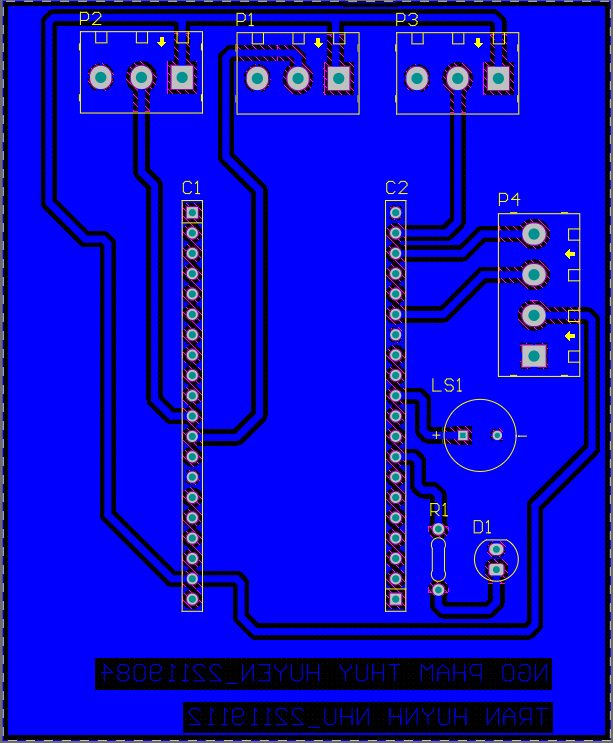 P2
P1
P3
C1
C2
P4
LS1
+
−
R1
D1
NGO PHAM THUY HUYEN_22119084
TRAN HUYNH NHU_22119112